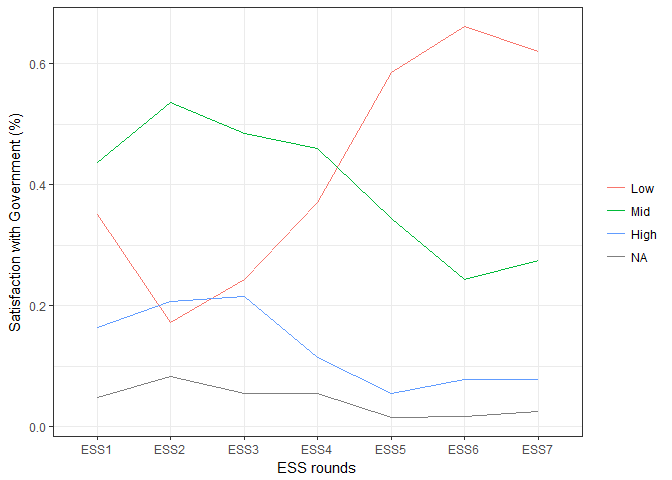 Satisfaction with Government (%)
0.6
0.4
0.2
0.0
ESS1 ESS2 ESS3 ESS4 ESS5 ESS6 ESS7
ESS rounds
Low
Mid
High
NA